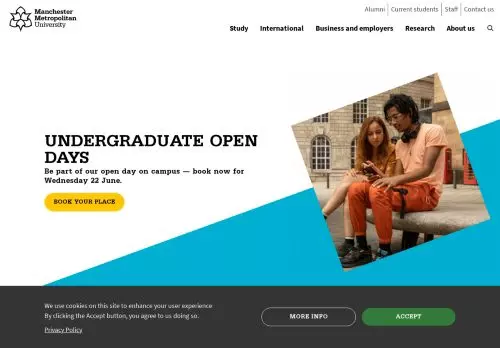 Manchester
Metropolitan
University
Alumni
Current students
Staff
Contact us
Study
International
Business and employers
Research
About us
UNDERGRADUATE OPEN
DAYS
Be part of our open day on campus — book now for
Wednesday 22 June.
BOOK YOUR PLACE
We use cookies on this site to enhance your user experience
By clicking the Accept button, you agree to us doing so.
Privacy Policy
MORE INFO
ACCEPT